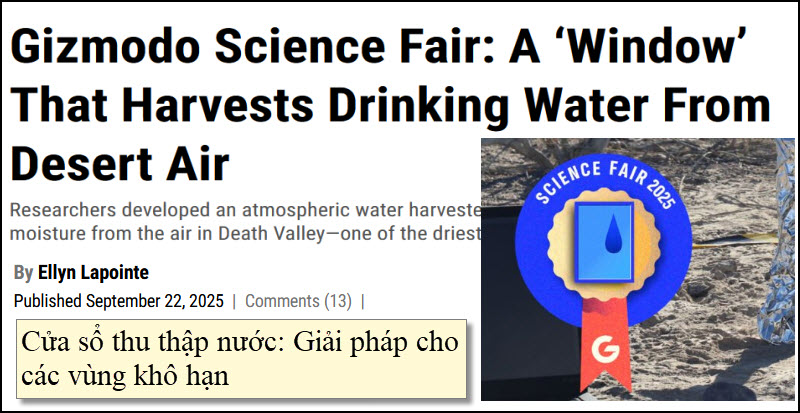 Gizmodo Science Fair: A ‘Window’
That Harvests Drinking Water From
Desert Air
Researchers developed an atmospheric water harveste
moisture from the air in Death Valley—one of the driest
By Ellyn Lapointe
Published September 22, 2025 | Comments (13) |
Cửa sổ thu thập nước: Giải pháp cho
các vùng khô hạn
SCIENCE FAIR 2025
G